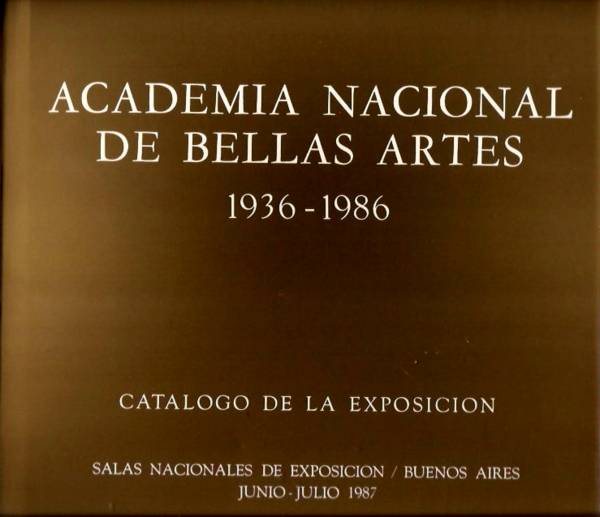 ACADEMIA NACIONAL
DE BELLAS ARTES
1936-1986
CATALOGO DE LA EXPOSICION
SALAS NACIONALES DE EXPOSICION / BUENOS AIRES
JUNIO-JULIO 1987